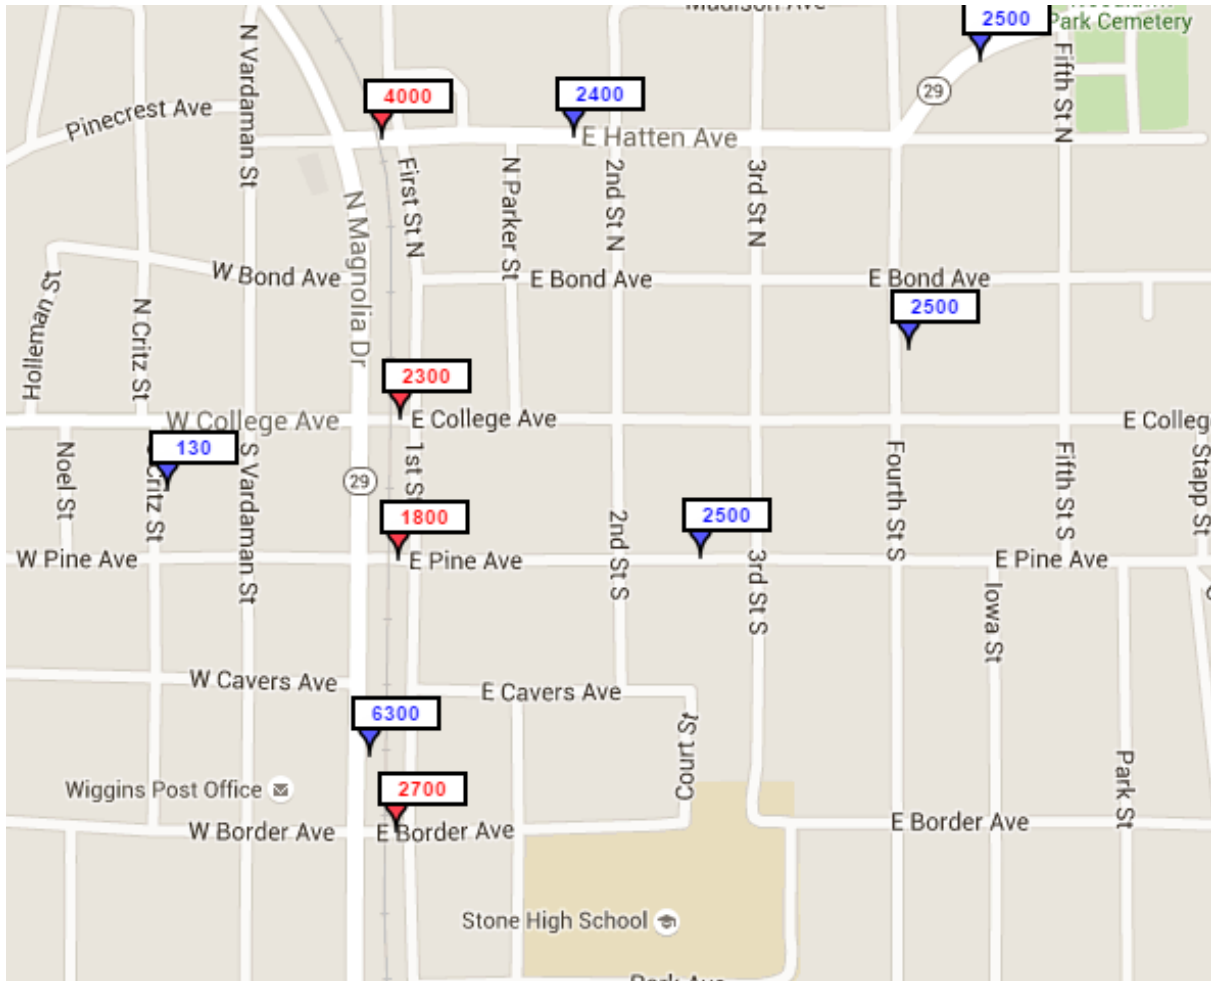 Madison Ave
2500
Park Cemetery
N Vardaman St
4000
2400
29
Fifth St N
Pinecrest Ave
E Hatten Ave
First St N
N Parker St
2nd St N
3rd St N
N Magnolia Dr
W Bond Ave
E Bond Ave
E Bond Ave
Holleman St
N Critz St
2500
2300
W College Ave
E College Ave
E Colleg
130
Noel St
Critz St
S Vardaman St
29
1st St
Fourth St S
Fifth St S
Stapp St
1800
2500
2nd St S
3rd St S
W Pine Ave
E Pine Ave
E Pine Ave
Iowa St
W Cavers Ave
E Cavers Ave
6300
Court St
Wiggins Post Office
2700
Park St
W Border Ave
E Border Ave
E Border Ave
Stone High School
Park Ave